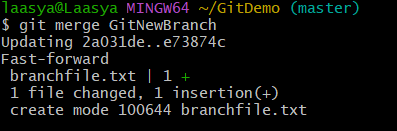 laasya@Laasya MINGW64 ~/GitDemo (master)
$ git merge GitNewBranch
Updating 2a031de..e73874c
Fast-forward
 branchfile.txt | 1 +
 1 file changed, 1 insertion(+)
 create mode 100644 branchfile.txt